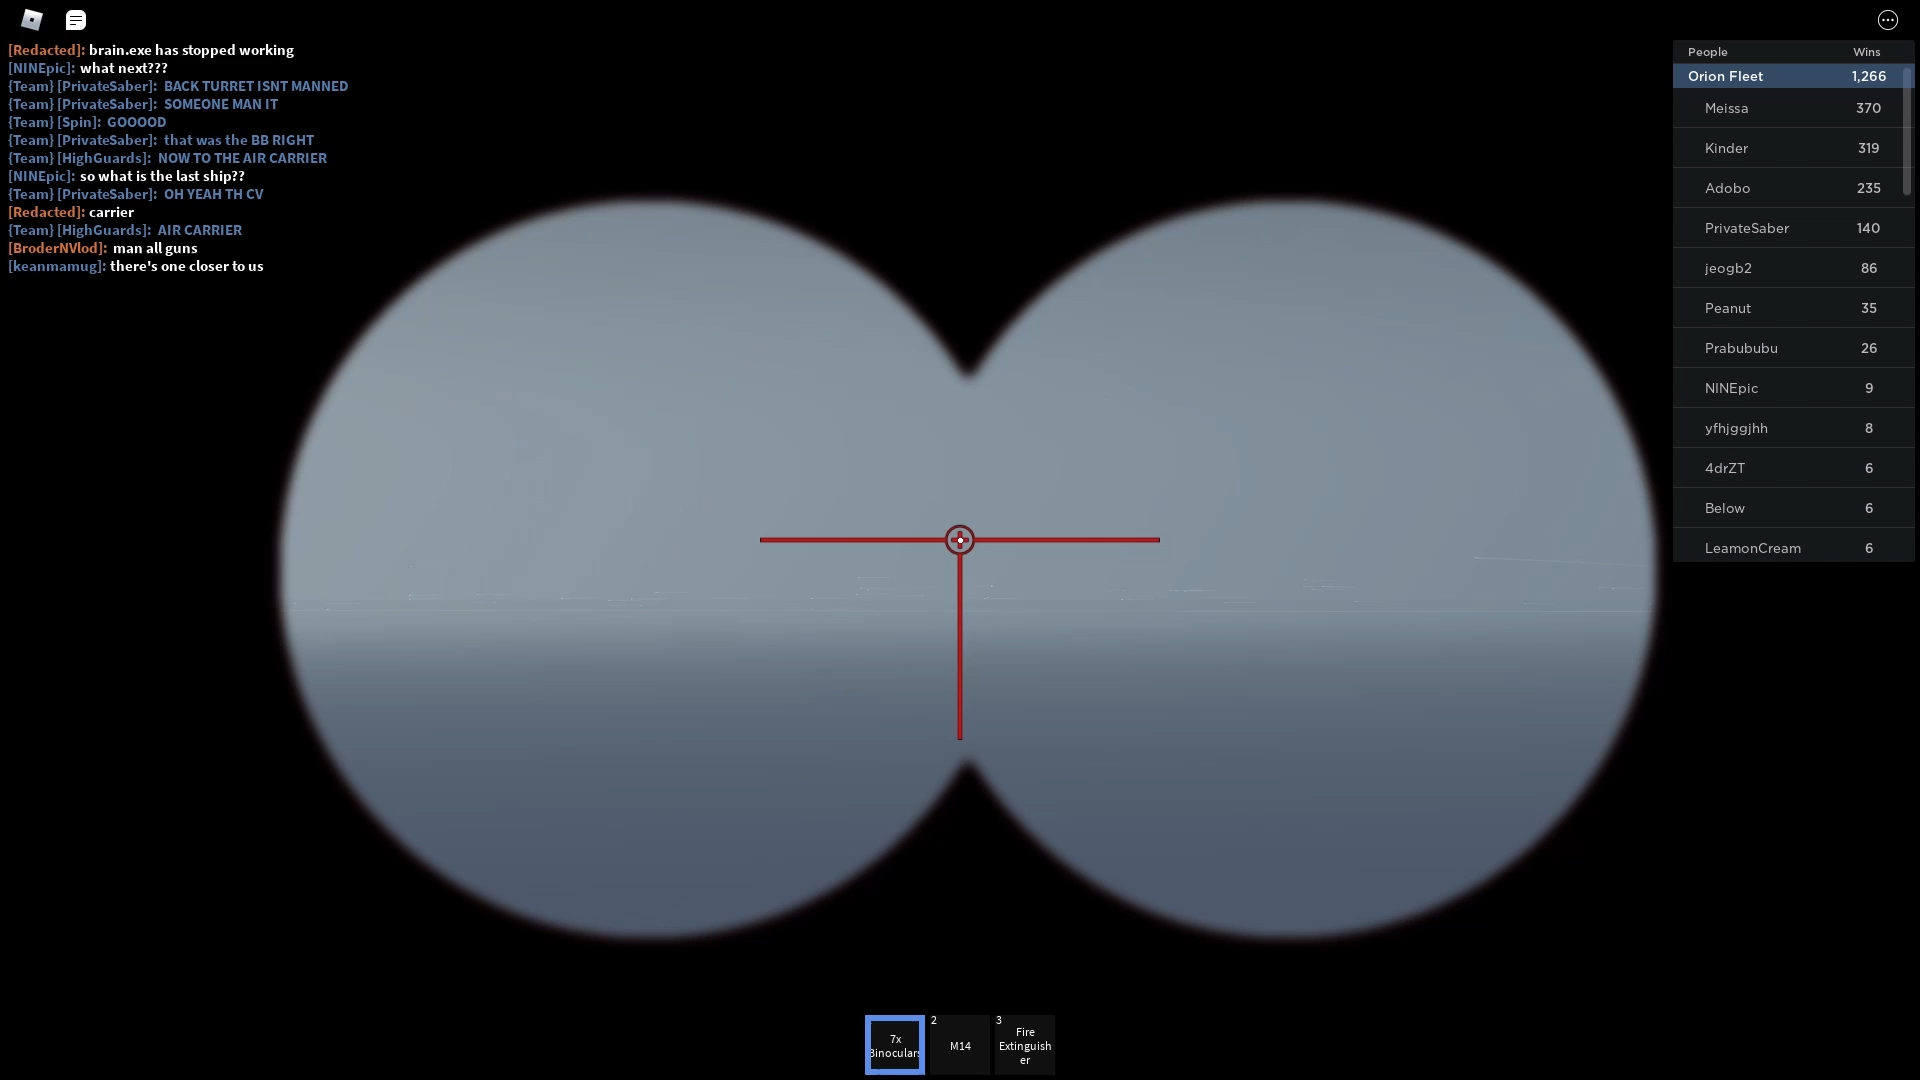 [Redacted]: brain.exe has stopped working
[NINEpic]: what next???
{Team} [PrivateSaber]: BACK TURRET ISNT MANNED
{Team} [PrivateSaber]: SOMEONE MAN IT
{Team} [Spin]: GOOOOD
{Team} [PrivateSaber]: that was the BB RIGHT
{Team} [HighGuards]: NOW TO THE AIR CARRIER
[NINEpic]: so what is the last ship??
{Team} [PrivateSaber]: OH YEAH TH CV
[Redacted]: carrier
{Team} [HighGuards]: AIR CARRIER
[BroderNVlod]: man all guns
[keanmamug]: there's one closer to us
People Wins
Orion Fleet 1,266
Meissa 370
Kinder 319
Adobo 235
PrivateSaber 140
jeogb2 86
Peanut 35
Prabububu 26
NINEpic 9
yfhjggjhh 8
4drZT 6
Below 6
LeamonCream 6
7x
Binoculars
2
M14
3
Fire
Extinguish
er